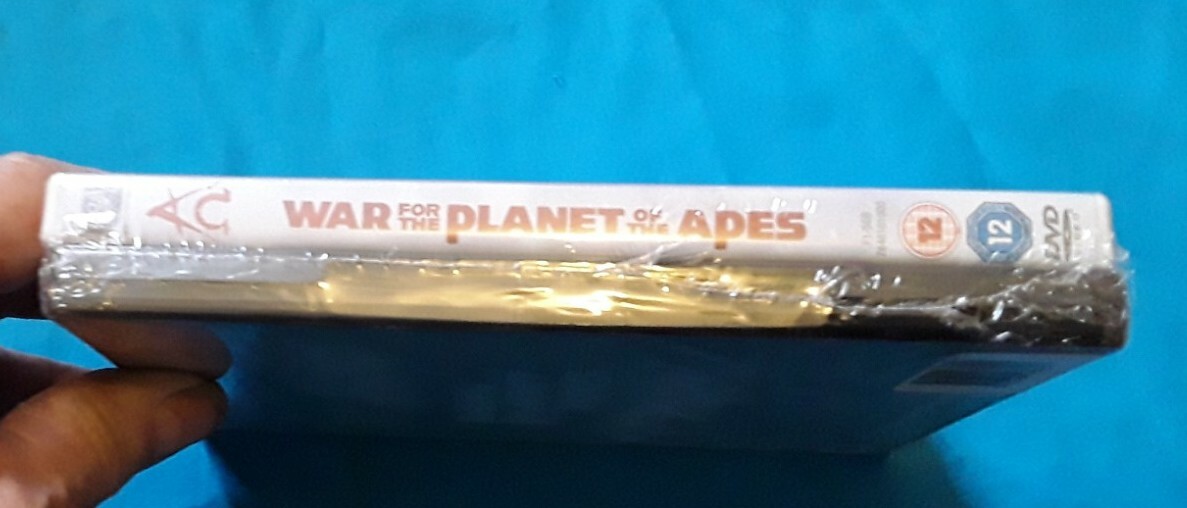 WAR FOR THE PLANET OF THE APES
12
12
DVD